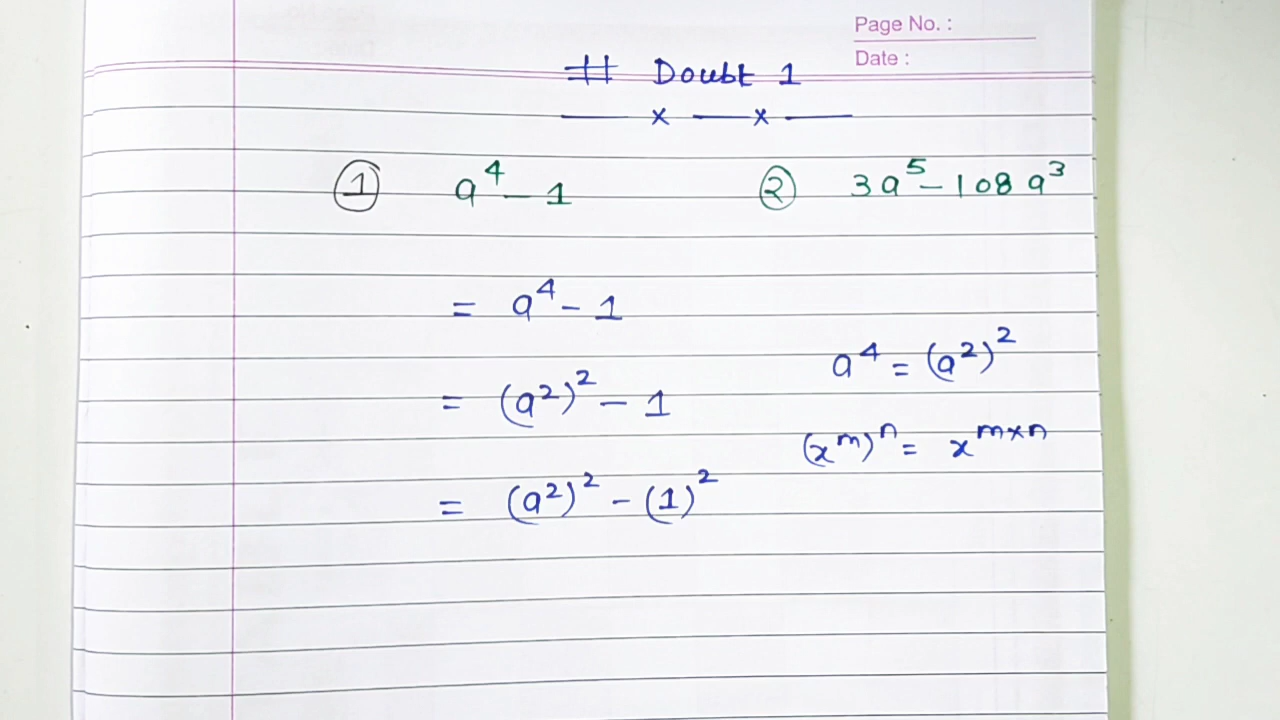 Page No. :
Date :
# Doubt 1
— x — x —
① a⁴ - 1 ② 3a⁵ - 108a³
= a⁴ - 1
a⁴ = (a²)²
= (a²)² - 1
(xᵐ)ⁿ = xᵐˣⁿ
= (a²)² - (1)²